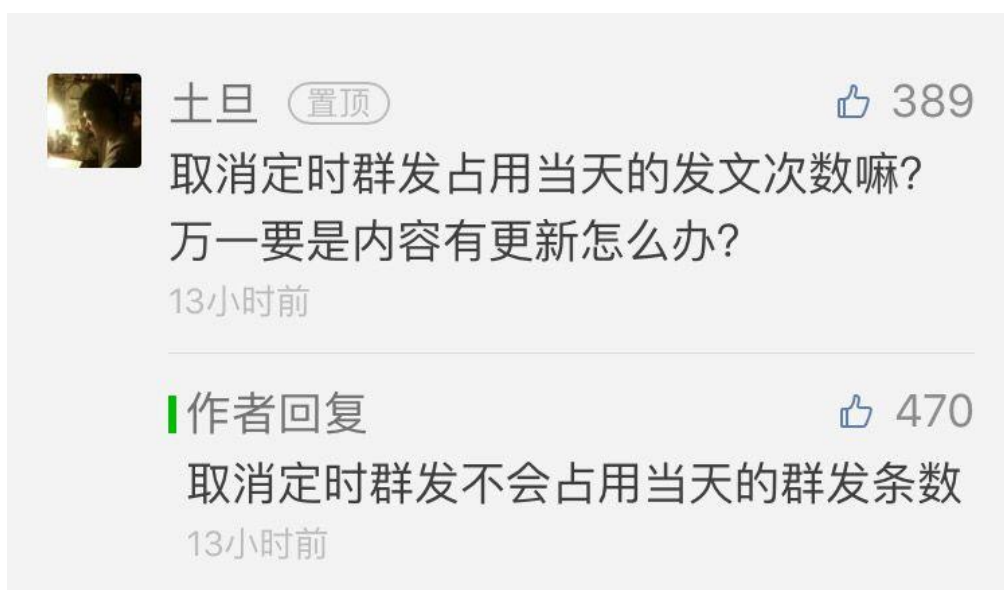 土旦 置顶 389
取消定时群发占用当天的发文次数嘛?
万一要是内容有更新怎么办?
13小时前
作者回复 470
取消定时群发不会占用当天的群发条数
13小时前